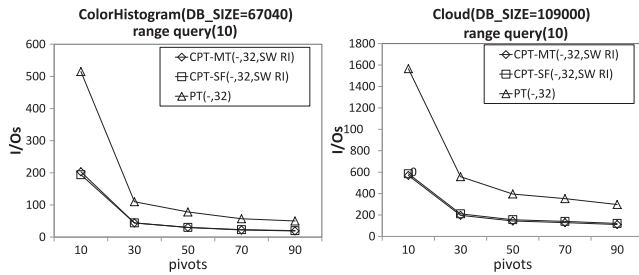 ColorHistogram(DB_SIZE=67040)
range query(10)
CPT-MT(-,32,SW RI)
CPT-SF(-,32,SW RI)
PT(-,32)
I/Os
600
500
400
300
200
100
0
10 30 50 70 90
pivots
Cloud(DB_SIZE=109000)
range query(10)
CPT-MT(-,32,SW RI)
CPT-SF(-,32,SW RI)
PT(-,32)
I/Os
1800
1600
1400
1200
1000
800
600
400
200
0
0
10 30 50 70 90
pivots